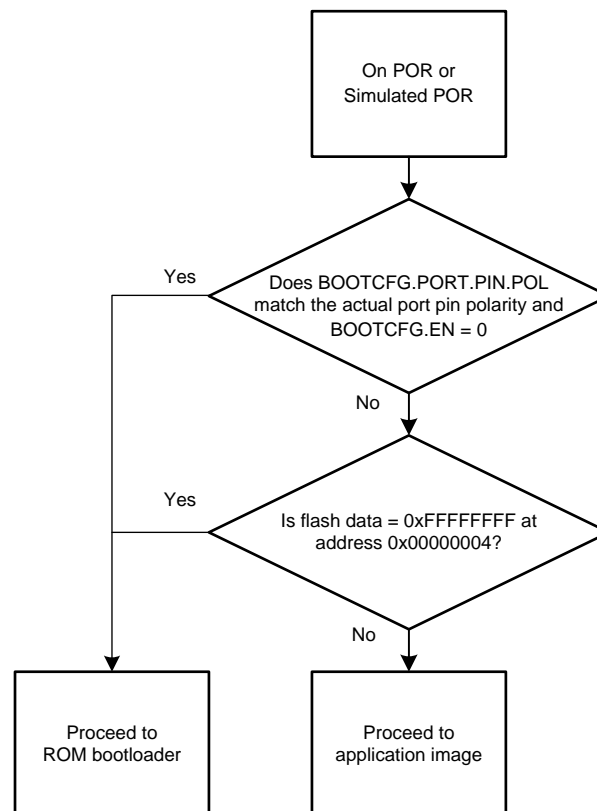 On POR or
Simulated POR
Yes
Does BOOTCFG.PORT.PIN.POL
match the actual port pin polarity and
BOOTCFG.EN = 0
No
Yes
Is flash data = 0xFFFFFFFF at
address 0x00000004?
No
Proceed to
ROM bootloader
Proceed to
application image